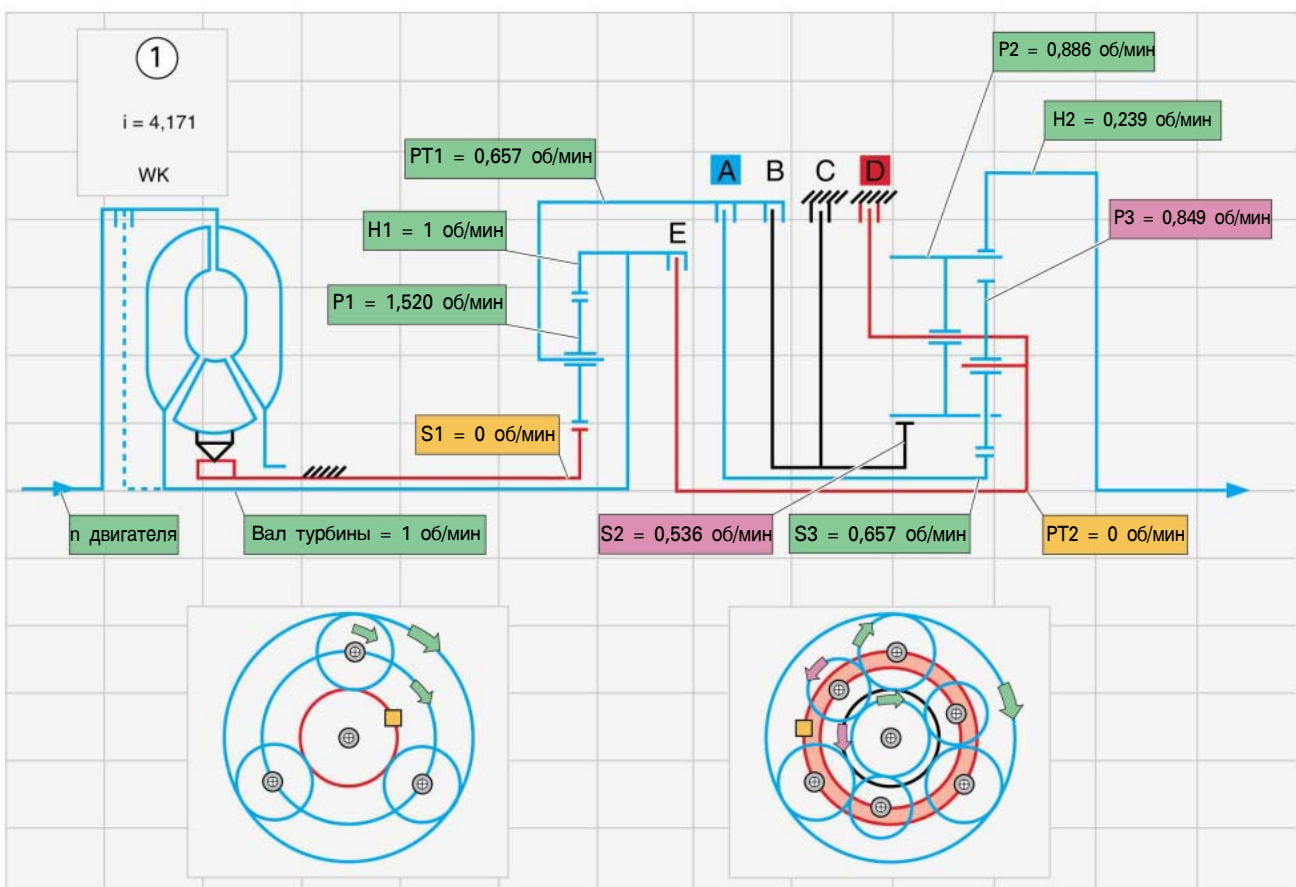 1
i = 4,171
WK
P2 = 0,886 об/мин
H2 = 0,239 об/мин
PT1 = 0,657 об/мин
A B C D
P3 = 0,849 об/мин
H1 = 1 об/мин
E
P1 = 1,520 об/мин
S1 = 0 об/мин
n двигателя
Вал турбины = 1 об/мин
S2 = 0,536 об/мин
S3 = 0,657 об/мин
PT2 = 0 об/мин